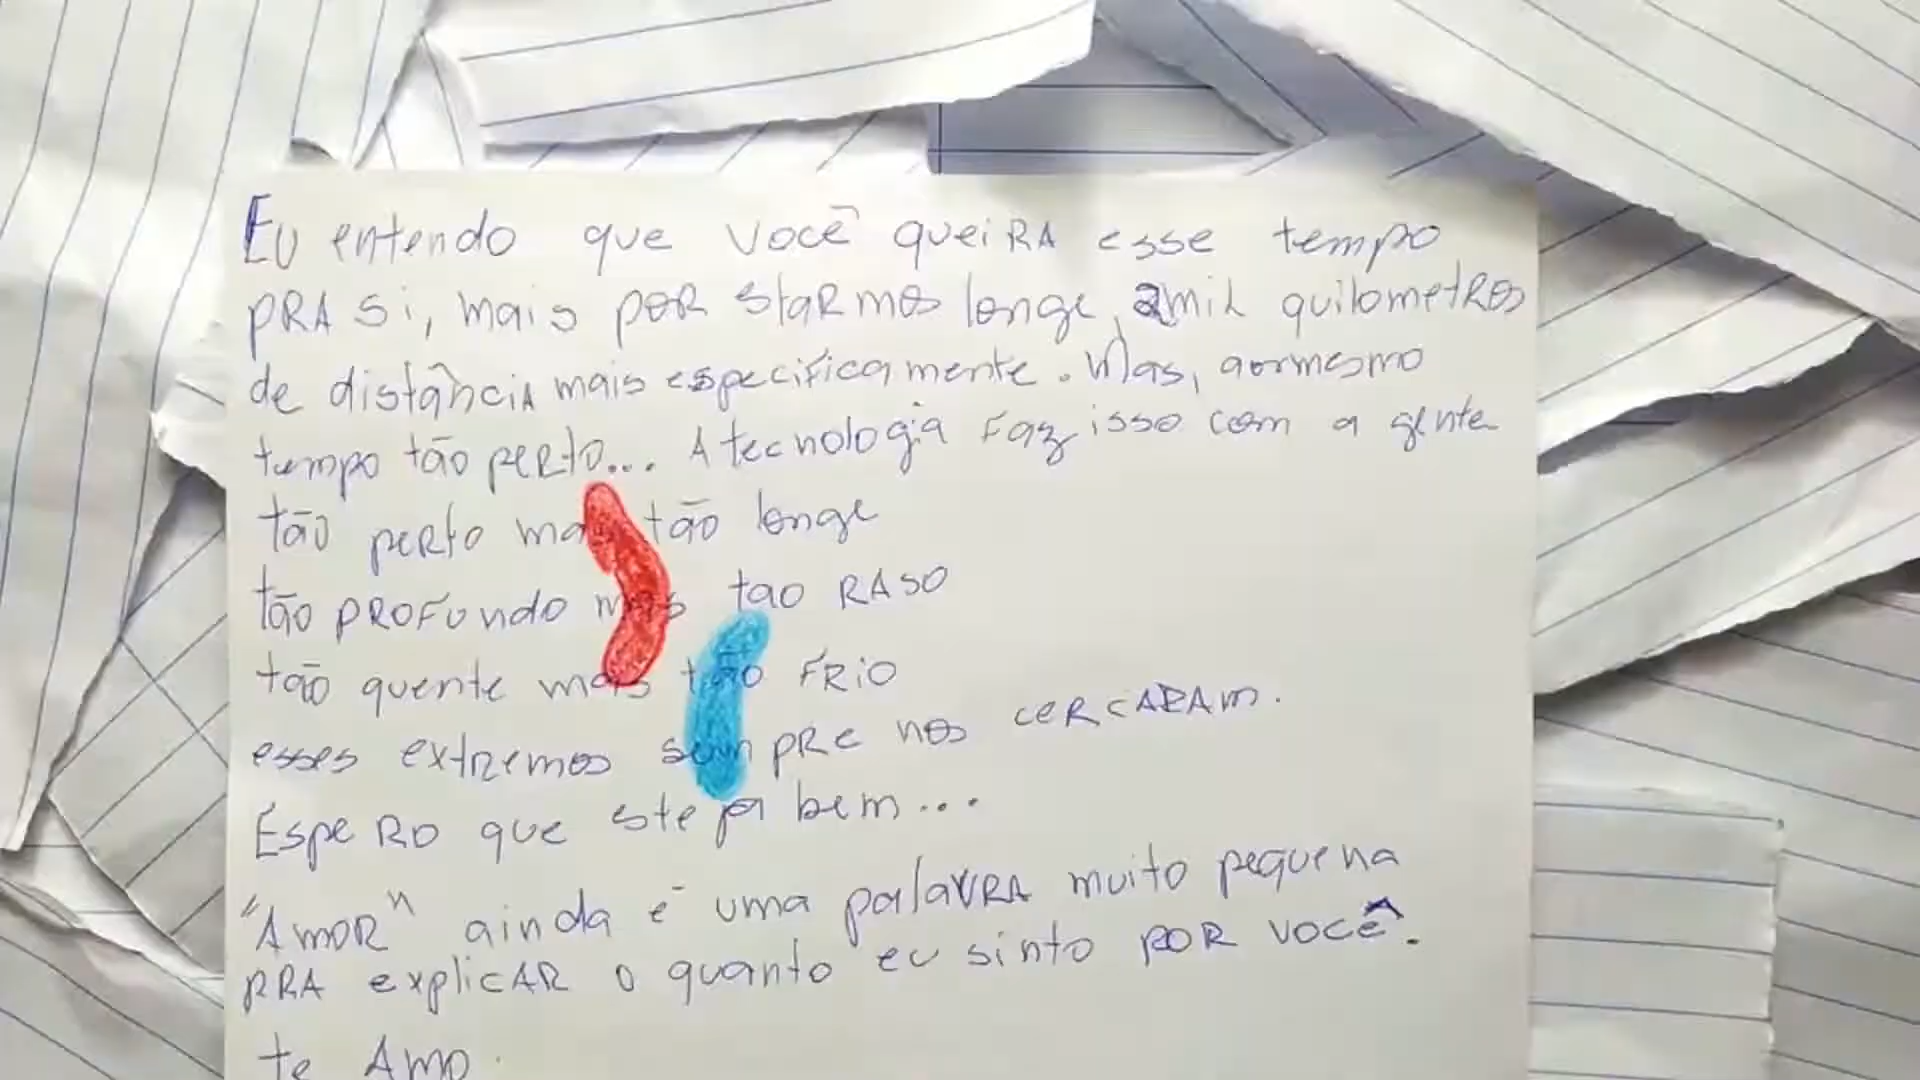 Eu entendo que você queira esse tempo
pra si, mais por starmos longe, 2mil quilometros
de distância mais especificamente. Mas, aormesmo
tempo tão perto... A tecnologia faz isso com a gente
tão perto mais tão longe
tão profundo mais tao raso
tão quente mais tão frio
esses extremos sempre nos cercaram.
Espero que esteja bem...
"Amor" ainda é uma palavra muito pequena
pra explicar o quanto eu sinto por você.
te Amo.